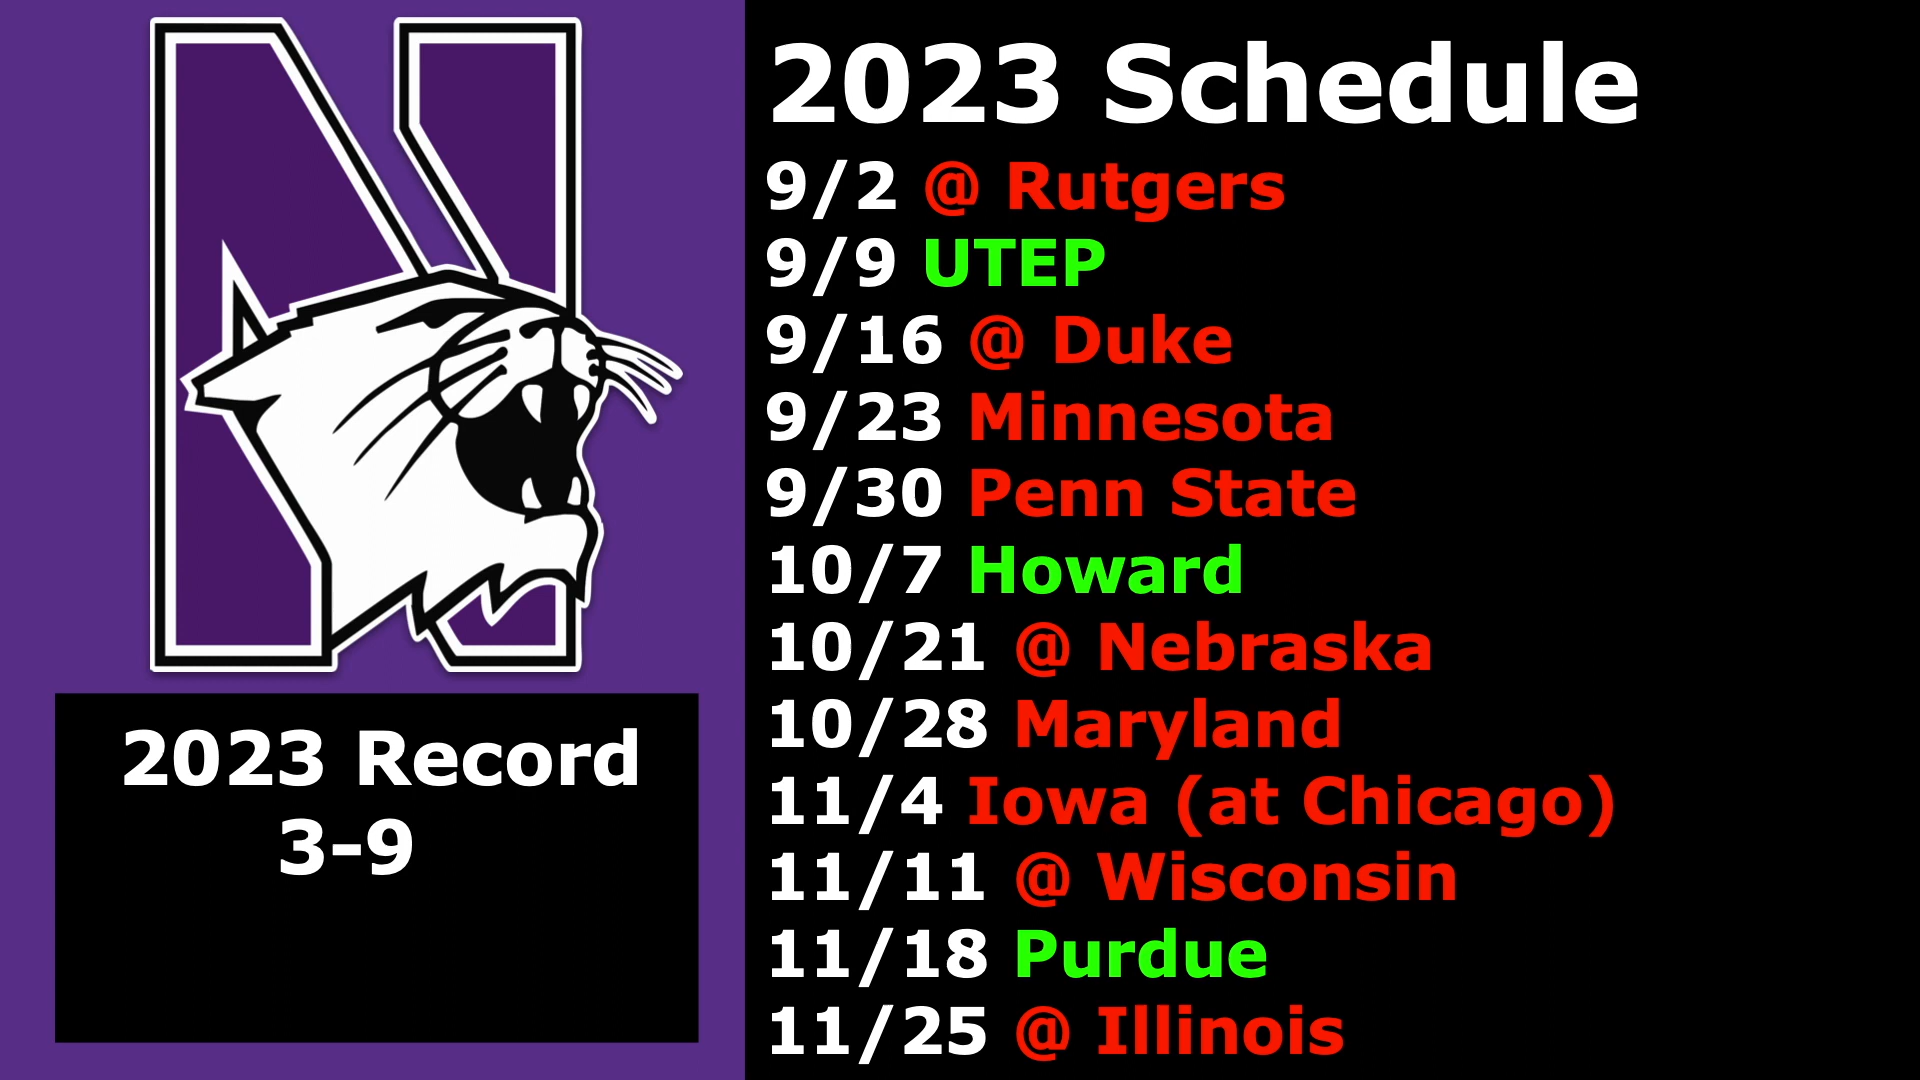 2023 Record
3-9
2023 Schedule
9/2 @ Rutgers
9/9 UTEP
9/16 @ Duke
9/23 Minnesota
9/30 Penn State
10/7 Howard
10/21 @ Nebraska
10/28 Maryland
11/4 Iowa (at Chicago)
11/11 @ Wisconsin
11/18 Purdue
11/25 @ Illinois